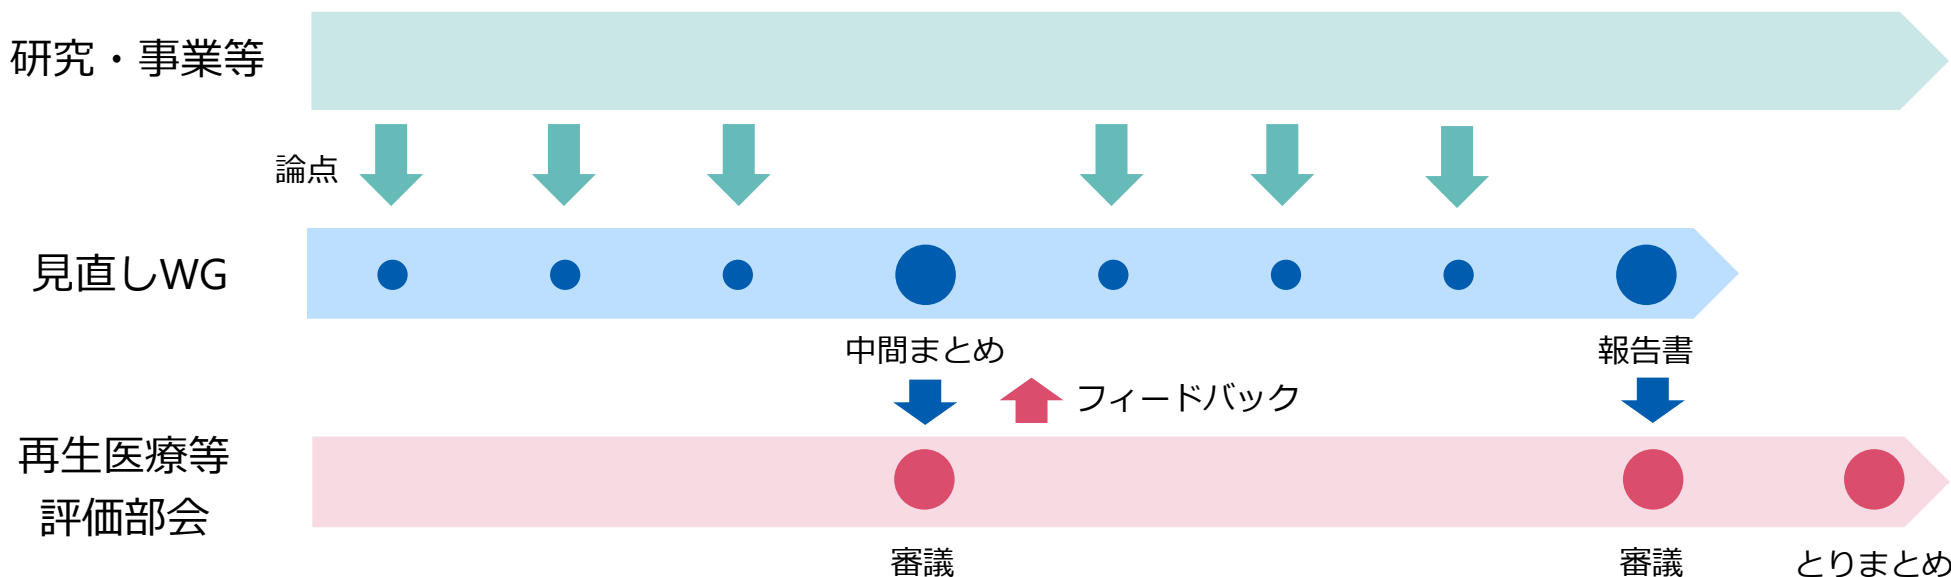 研究・事業等
論点
見直しWG
中間まとめ
報告書
フィードバック
再生医療等
評価部会
審議
審議
とりまとめ